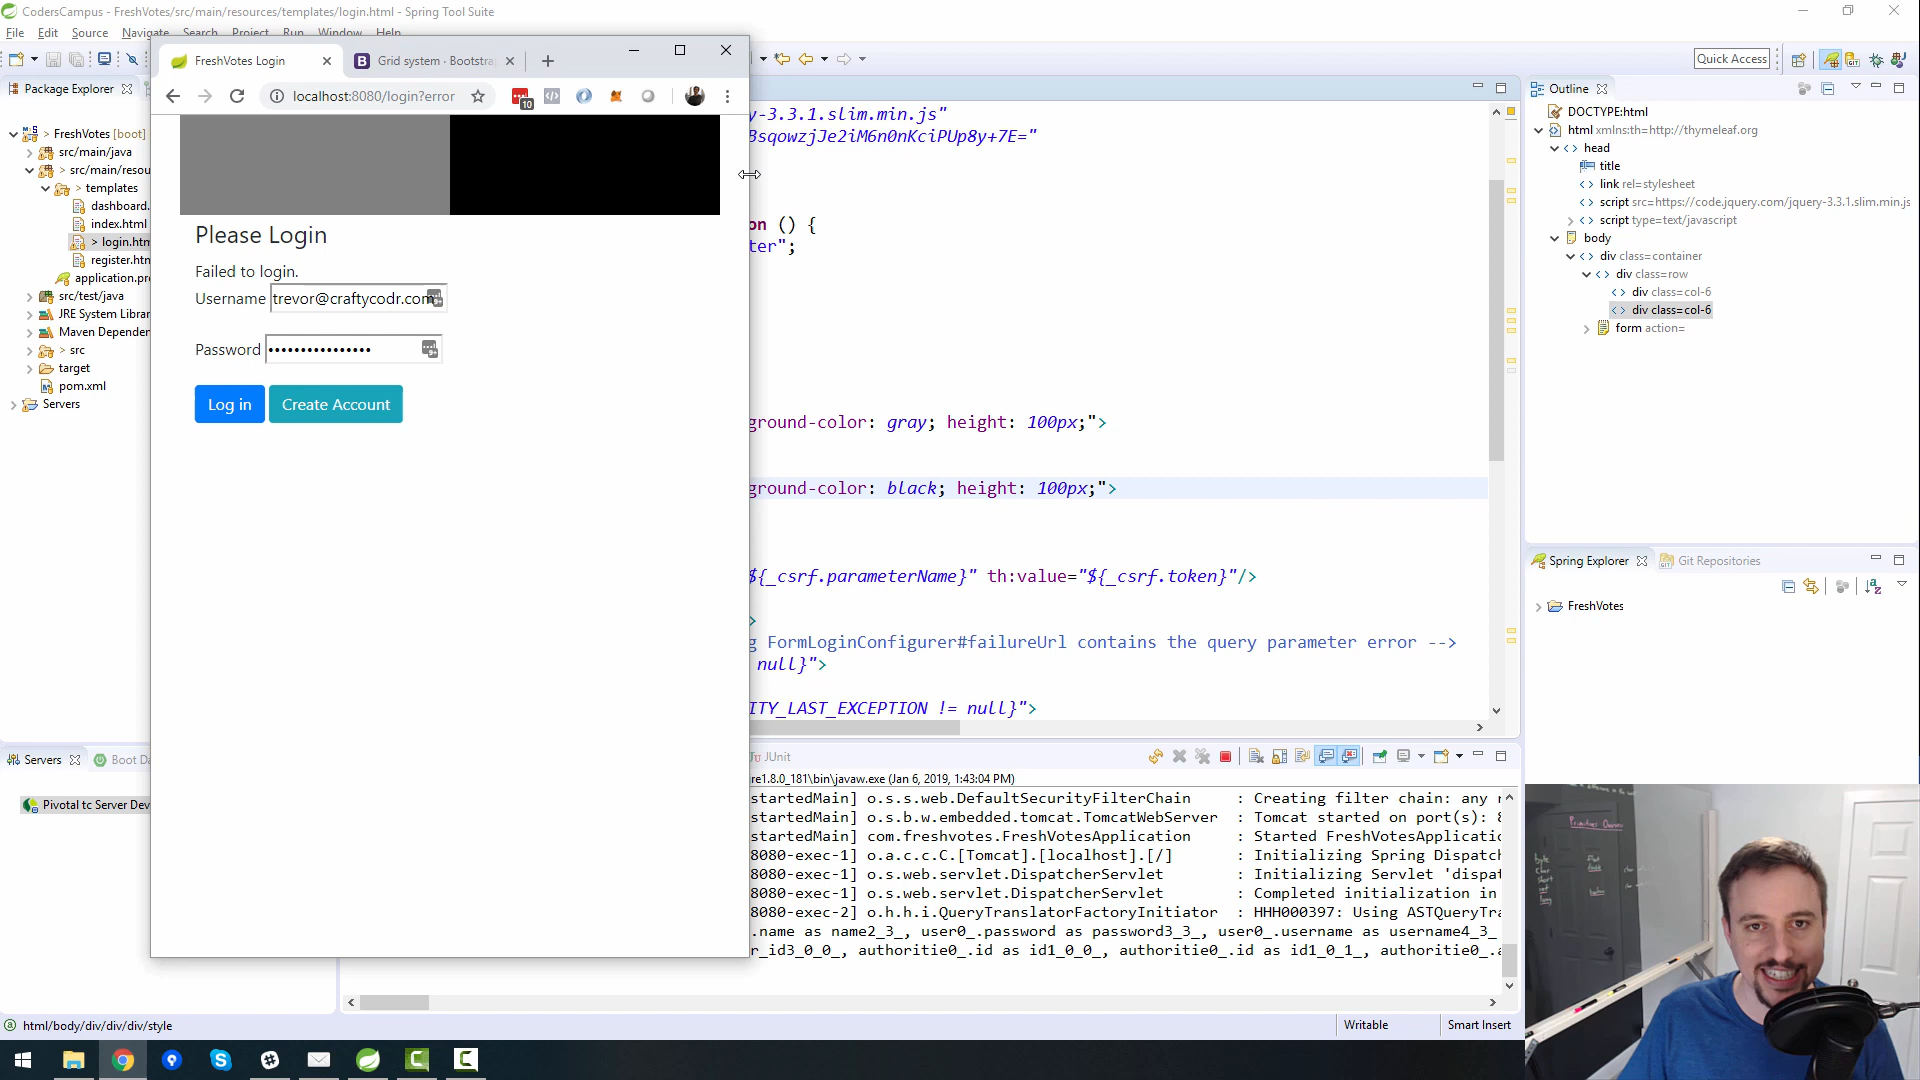 CodersCampus - FreshVotes/src/main/resources/templates/login.html - Spring Tool Suite
File Edit Source Navigate Search Project Run Window Help
Quick Access
Package Explorer
FreshVotes [boot]
src/main/java
> src/main/resou
> templates
dashboard.
index.html
> login.htm
register.htm
application.pr
src/test/java
JRE System Librar
Maven Dependen
> src
target
pom.xml
Servers
FreshVotes Login
Grid system · Bootstra
localhost:8080/login?error
10
Please Login
Failed to login.
Username trevor@craftycodr.com
Password ••••••••••••••••
Log in Create Account
y-3.3.1.slim.min.js"
BsqowzjJe2iM6n0nKciPUp8y+7E="
on () {
ter";
ground-color: gray; height: 100px;">
ground-color: black; height: 100px;">
${_csrf.parameterName}" th:value="${_csrf.token}"/>
>
g FormLoginConfigurer#failureUrl contains the query parameter error -->
null}">
ITY_LAST_EXCEPTION != null}">
Outline
DOCTYPE:html
html xmlns:th=http://thymeleaf.org
head
title
link rel=stylesheet
script src=https://code.jquery.com/jquery-3.3.1.slim.min.js
script type=text/javascript
body
div class=container
div class=row
div class=col-6
div class=col-6
form action=
Spring Explorer
Git Repositories
FreshVotes
Servers
Boot Da
Pivotal tc Server Dev
JUnit
re1.8.0_181\bin\javaw.exe (Jan 6, 2019, 1:43:04 PM)
startedMain] o.s.s.web.DefaultSecurityFilterChain : Creating filter chain: any r
startedMain] o.s.b.w.embedded.tomcat.TomcatWebServer : Tomcat started on port(s): 8
startedMain] com.freshvotes.FreshVotesApplication : Started FreshVotesApplicatio
8080-exec-1] o.a.c.c.C.[Tomcat].[localhost].[/] : Initializing Spring Dispatch
8080-exec-1] o.s.web.servlet.DispatcherServlet : Initializing Servlet 'dispat
8080-exec-1] o.s.web.servlet.DispatcherServlet : Completed initialization in
8080-exec-2] o.h.h.i.QueryTranslatorFactoryInitiator : HHH000397: Using ASTQueryTra
.name as name2_3_, user0_.password as password3_3_, user0_.username as username4_3_
r_id3_0_0_, authoritie0_.id as id1_0_0_, authoritie0_.id as id1_0_1_, authoritie0_.a
html/body/div/div/div/style
Writable
Smart Insert